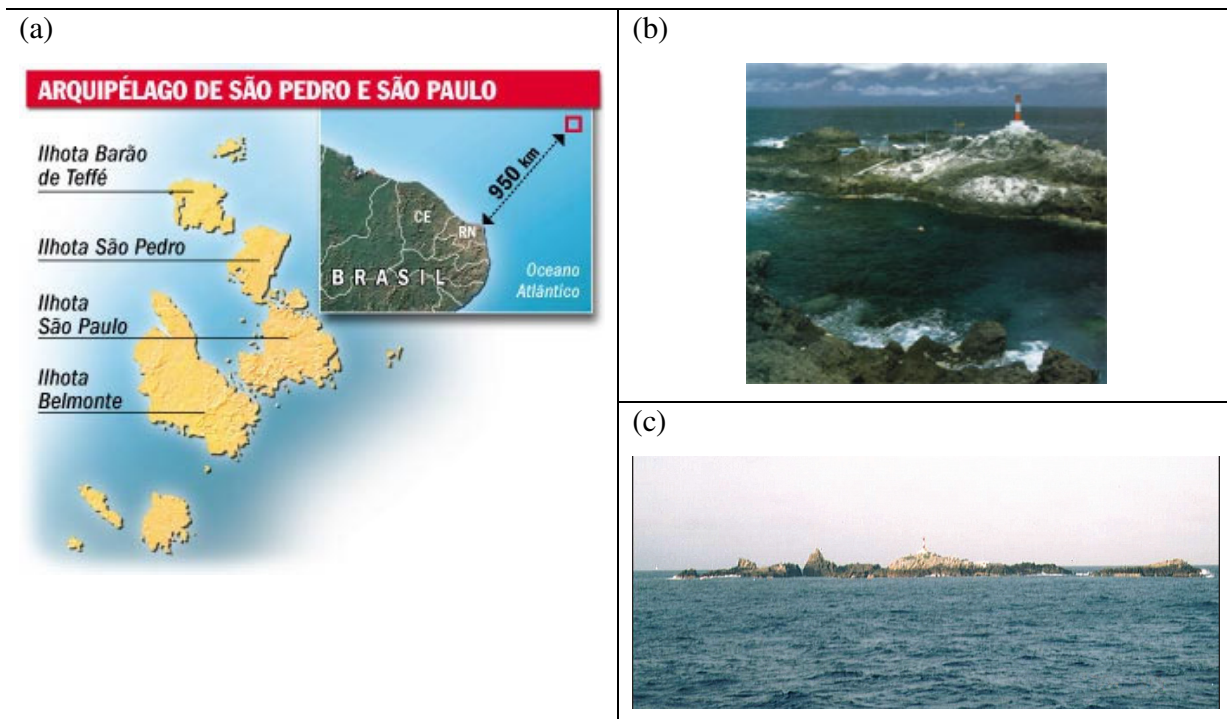 (a)
ARQUIPÉLAGO DE SÃO PEDRO E SÃO PAULO
Ilhota Barão
de Teffé
Ilhota São Pedro
Ilhota
São Paulo
Ilhota
Belmonte
950 km
CE
RN
BRASIL
Oceano
Atlântico
(b)
(c)